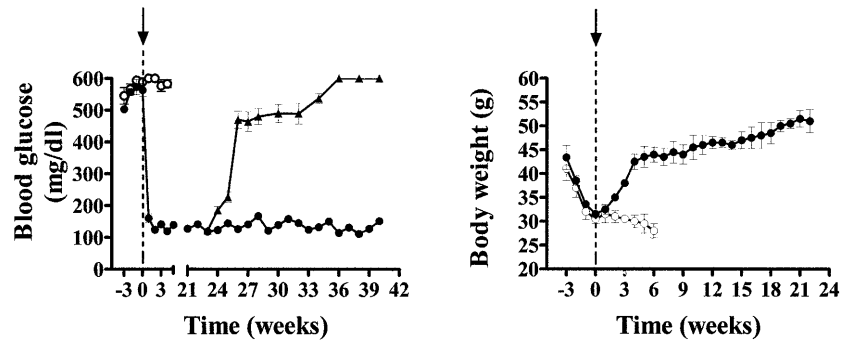 Blood glucose
(mg/dl)
600
500
400
300
200
100
0
-3 0 3 21 24 27 30 33 36 39 42
Time (weeks)
Body weight (g)
60
55
50
45
40
35
30
25
20
-3 0 3 6 9 12 15 18 21 24
Time (weeks)